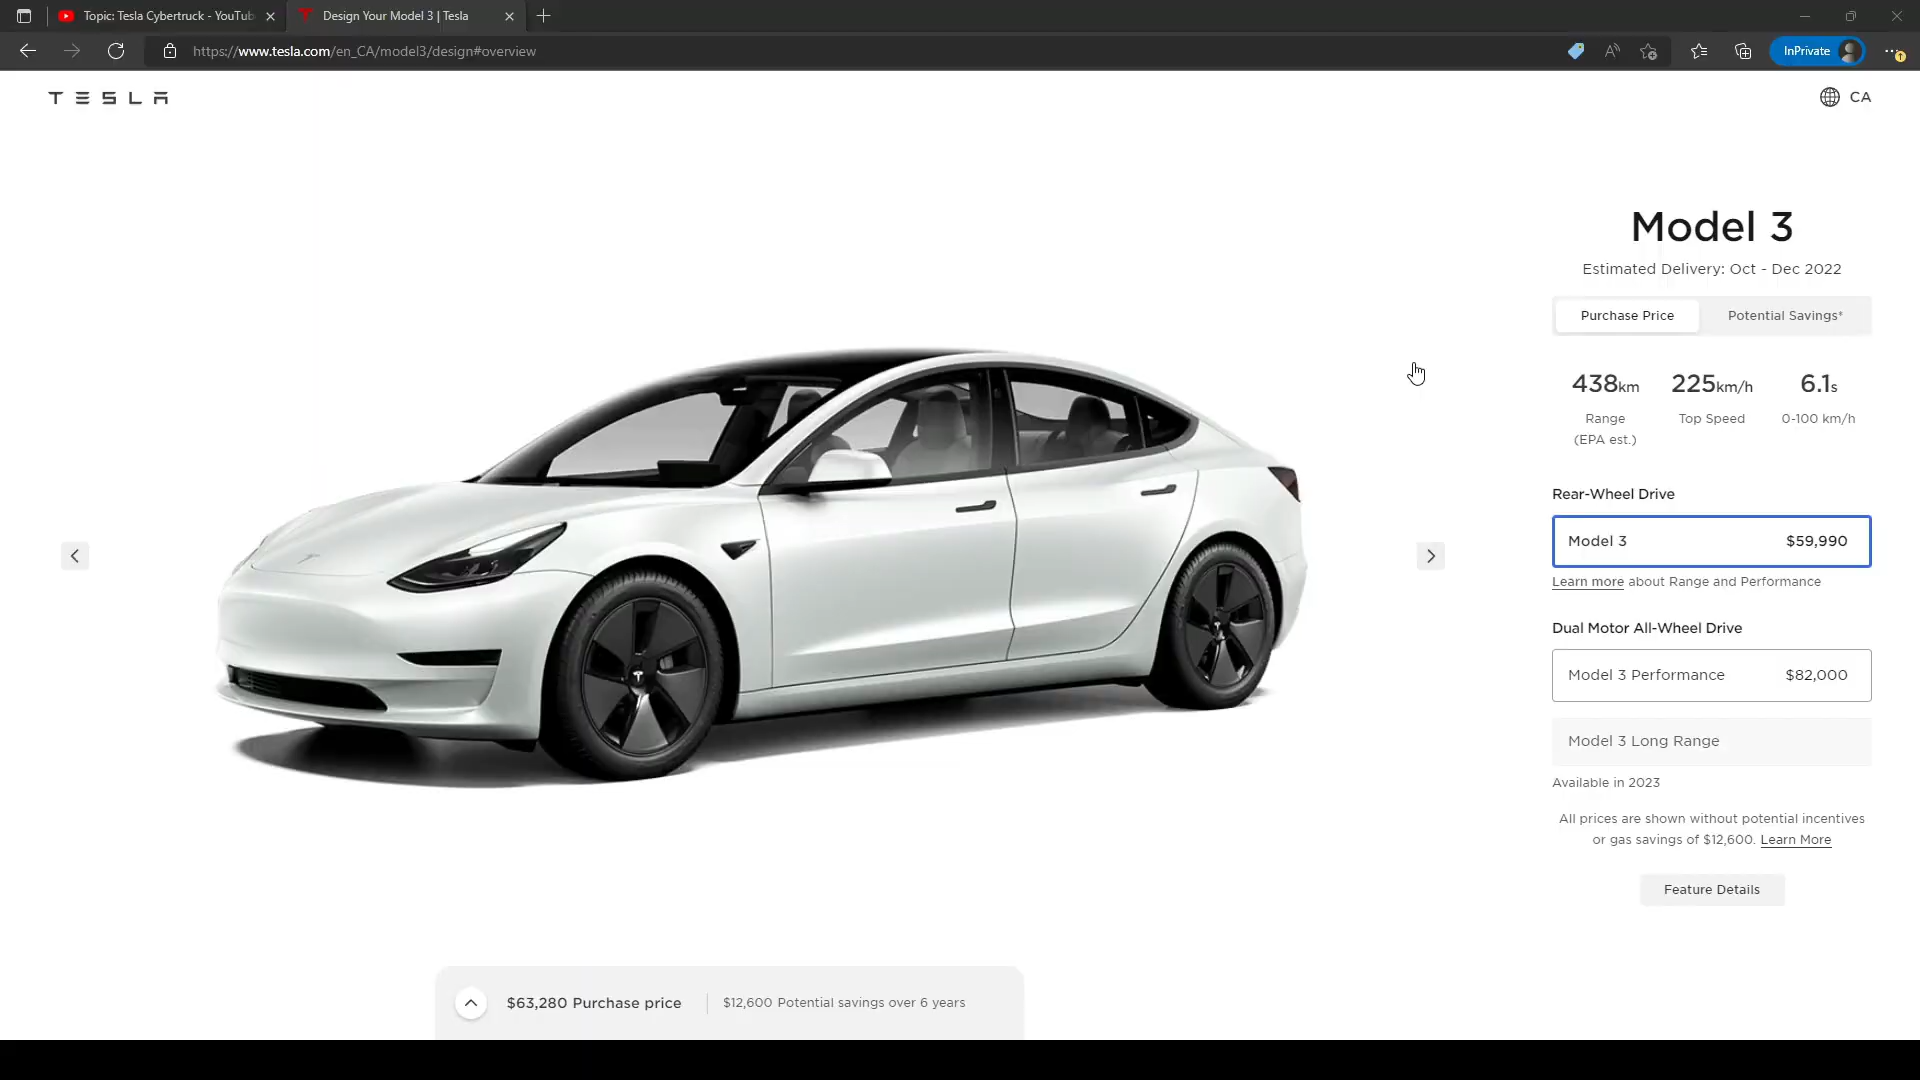 Topic: Tesla Cybertruck - YouTub
Design Your Model 3 | Tesla
https://www.tesla.com/en_CA/model3/design#overview
InPrivate
TESLA
CA
Model 3
Estimated Delivery: Oct - Dec 2022
Purchase Price
Potential Savings*
438km
225km/h
6.1s
Range
(EPA est.)
Top Speed
0-100 km/h
Rear-Wheel Drive
Model 3 $59,990
Learn more about Range and Performance
Dual Motor All-Wheel Drive
Model 3 Performance $82,000
Model 3 Long Range
Available in 2023
All prices are shown without potential incentives
or gas savings of $12,600. Learn More
Feature Details
$63,280 Purchase price
$12,600 Potential savings over 6 years